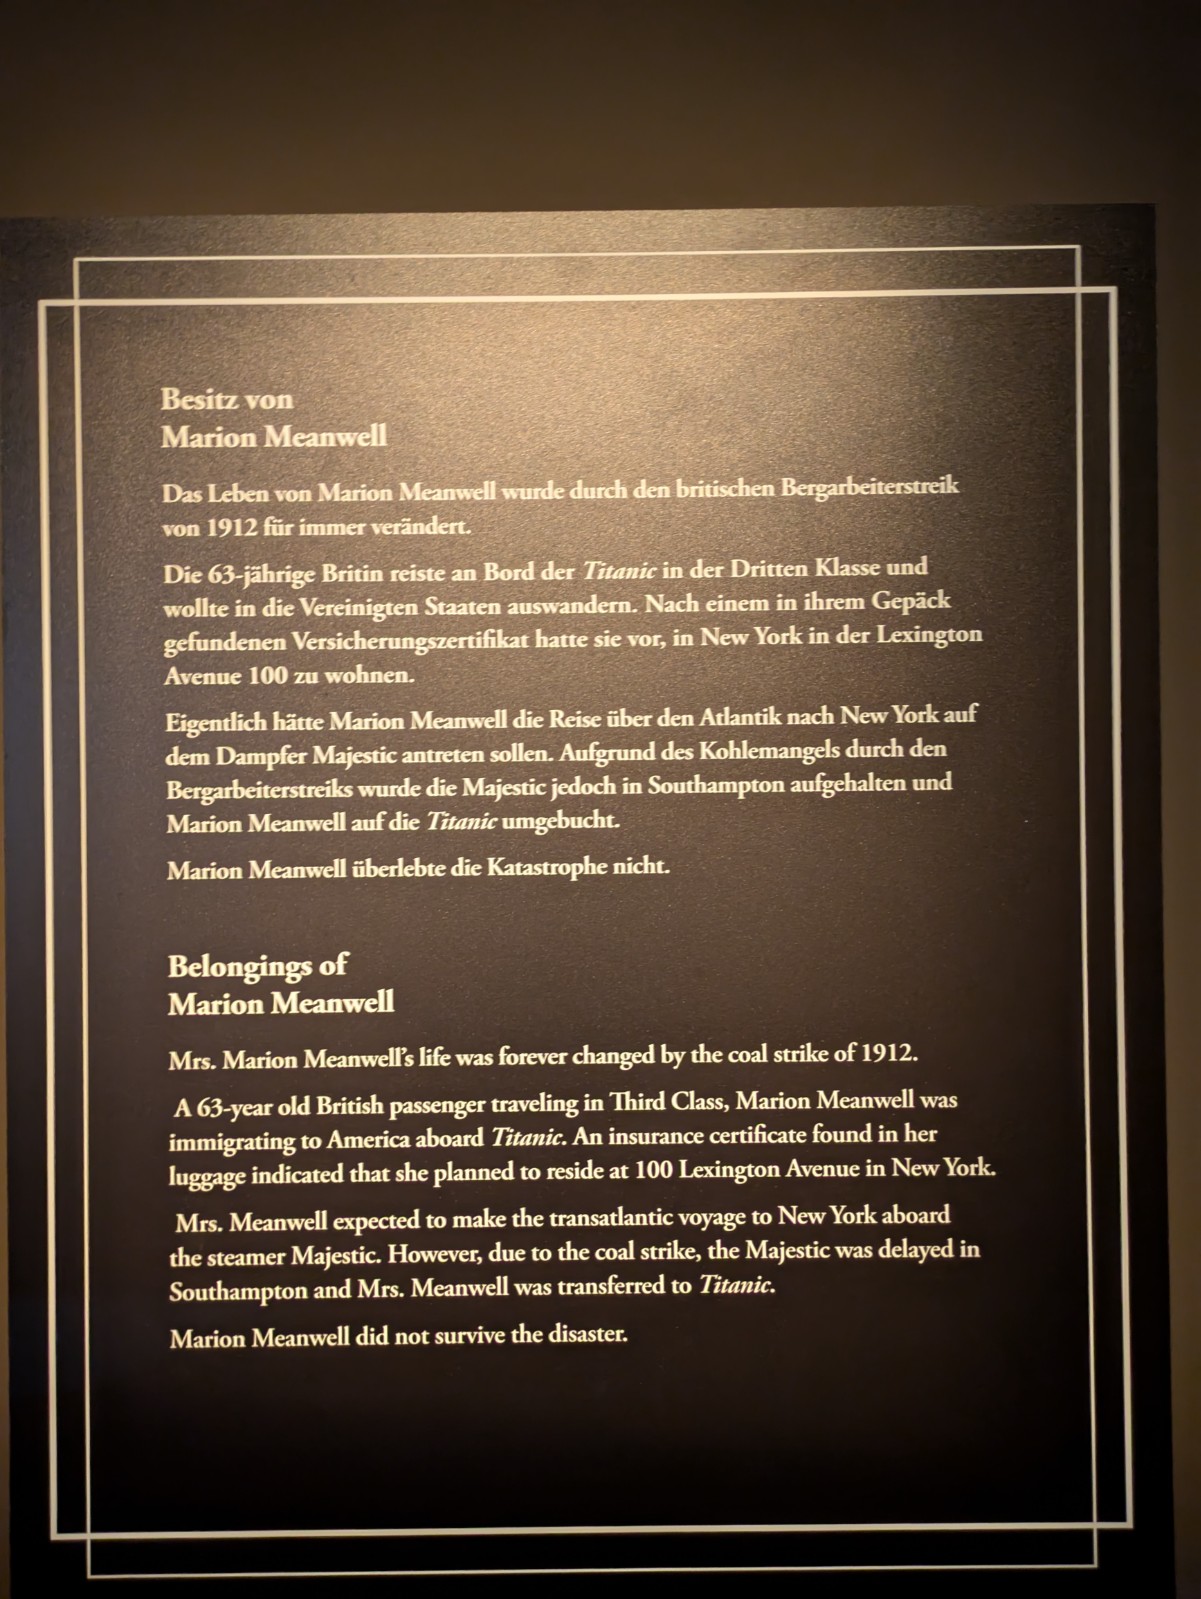 Besitz von
Marion Meanwell
Das Leben von Marion Meanwell wurde durch den britischen Bergarbeiterstreik
von 1912 für immer verändert.
Die 63-jährige Britin reiste an Bord der Titanic in der Dritten Klasse und
wollte in die Vereinigten Staaten auswandern. Nach einem in ihrem Gepäck
gefundenen Versicherungszertifikat hatte sie vor, in New York in der Lexington
Avenue 100 zu wohnen.
Eigentlich hätte Marion Meanwell die Reise über den Atlantik nach New York auf
dem Dampfer Majestic antreten sollen. Aufgrund des Kohlemangels durch den
Bergarbeiterstreiks wurde die Majestic jedoch in Southampton aufgehalten und
Marion Meanwell auf die Titanic umgebucht.
Marion Meanwell überlebte die Katastrophe nicht.
Belongings of
Marion Meanwell
Mrs. Marion Meanwell's life was forever changed by the coal strike of 1912.
A 63-year old British passenger traveling in Third Class, Marion Meanwell was
immigrating to America aboard Titanic. An insurance certificate found in her
luggage indicated that she planned to reside at 100 Lexington Avenue in New York.
Mrs. Meanwell expected to make the transatlantic voyage to New York aboard
the steamer Majestic. However, due to the coal strike, the Majestic was delayed in
Southampton and Mrs. Meanwell was transferred to Titanic.
Marion Meanwell did not survive the disaster.